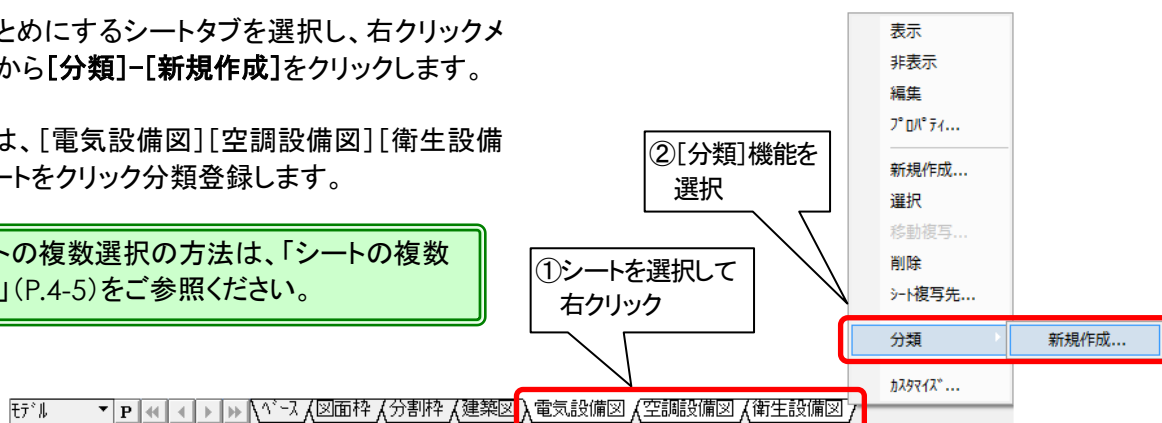 とめにするシートタブを選択し、右クリックメ
から[分類]-[新規作成]をクリックします。
は、[電気設備図][空調設備図][衛生設備
ートをクリック分類登録します。
トの複数選択の方法は、「シートの複数
」(P.4-5)をご参照ください。
①シートを選択して
右クリック
②[分類]機能を
選択
表示
非表示
編集
ﾌﾟﾛﾊﾟﾃｨ...
新規作成...
選択
移動複写...
削除
ｼｰﾄ複写先...
分類
新規作成...
ｶｽﾀﾏｲｽﾞ...
ﾓﾃﾞﾙ P ﾍﾞｰｽ 図面枠 分割枠 建築図 電気設備図 空調設備図 衛生設備図